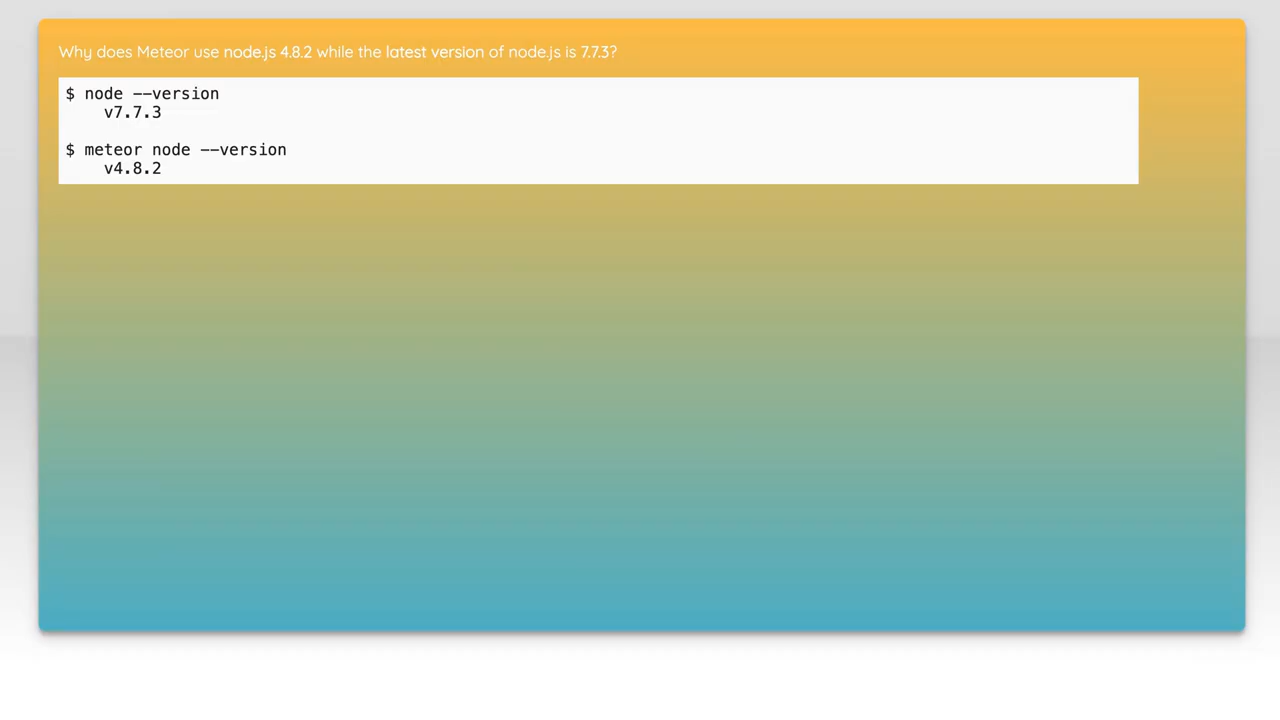 Why does Meteor use node.js 4.8.2 while the latest version of node.js is 7.7.3?
$ node --version
v7.7.3
$ meteor node --version
v4.8.2